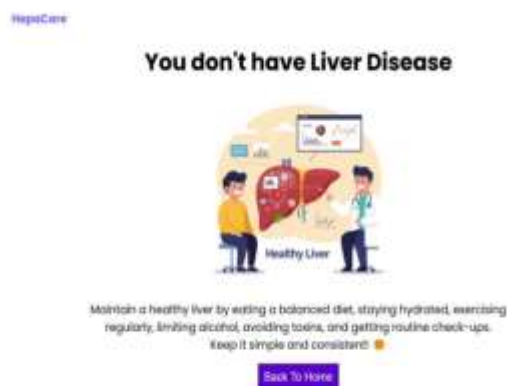 HepaCare
You don't have Liver Disease
Healthy Liver
Maintain a healthy liver by eating a balanced diet, staying hydrated, exercising
regularly, limiting alcohol, avoiding toxins, and getting routine check-ups.
Keep it simple and consistent!
Back To Home